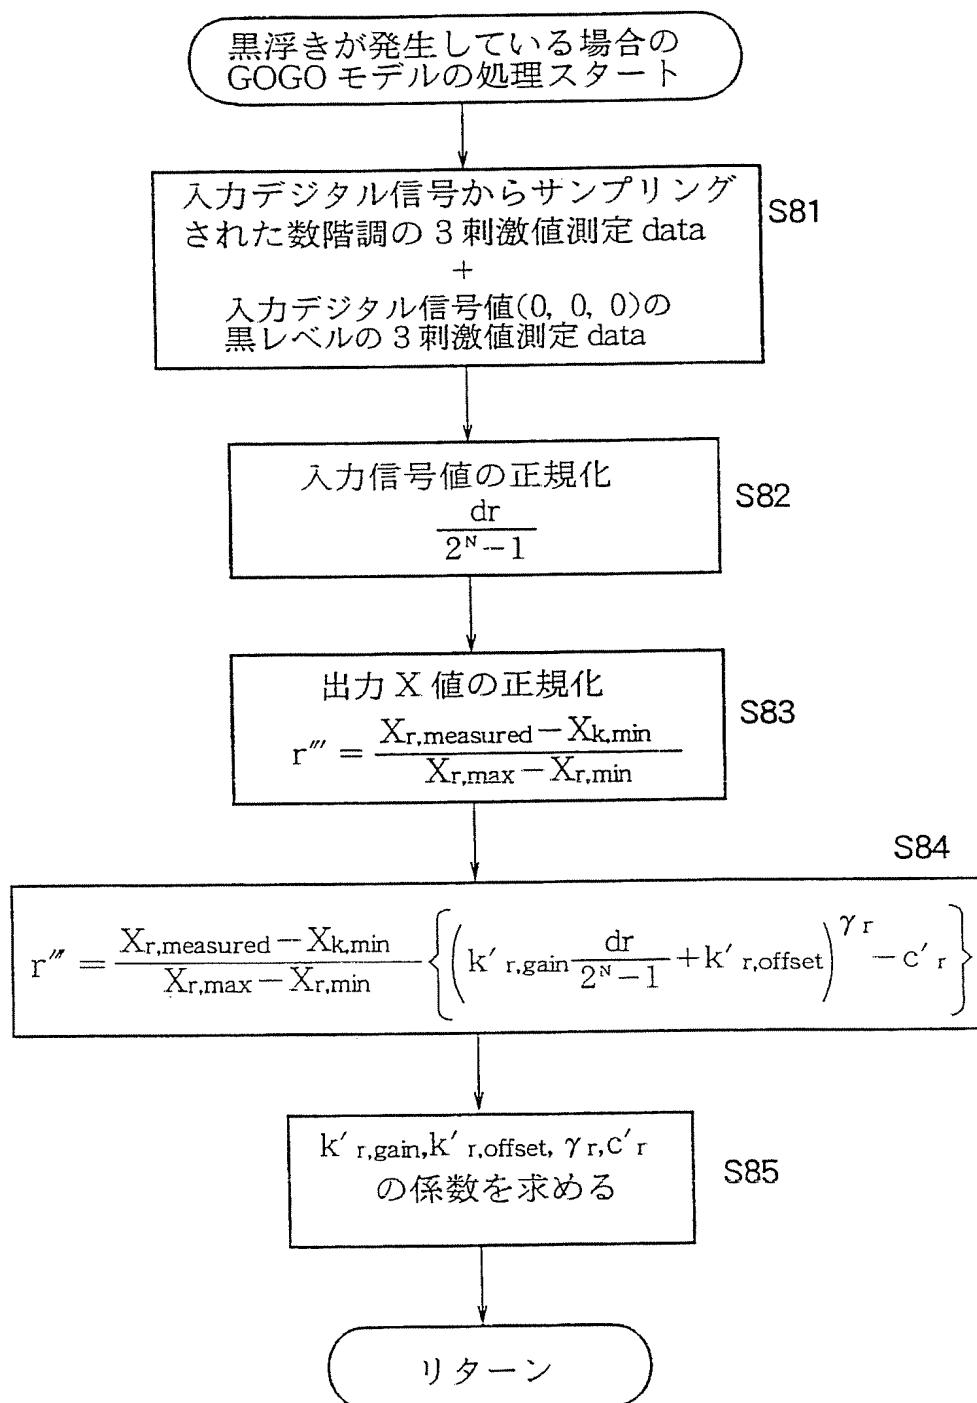 黒浮きが発生している場合の
GOGO モデルの処理スタート
入力デジタル信号からサンプリング
された数階調の3刺激値測定 data
+
入力デジタル信号値(0, 0, 0)の
黒レベルの3刺激値測定 data
S81
入力信号値の正規化
dr
2^N−1
S82
出力 X 値の正規化
r‴ = (X_r,measured − X_k,min) / (X_r,max − X_r,min)
S83
S84
r‴ = (X_r,measured − X_k,min) / (X_r,max − X_r,min) {(k′_r,gain dr/(2^N−1) + k′_r,offset)^γ_r − c′_r}
k′_r,gain, k′_r,offset, γ_r, c′_r
の係数を求める
S85
リターン